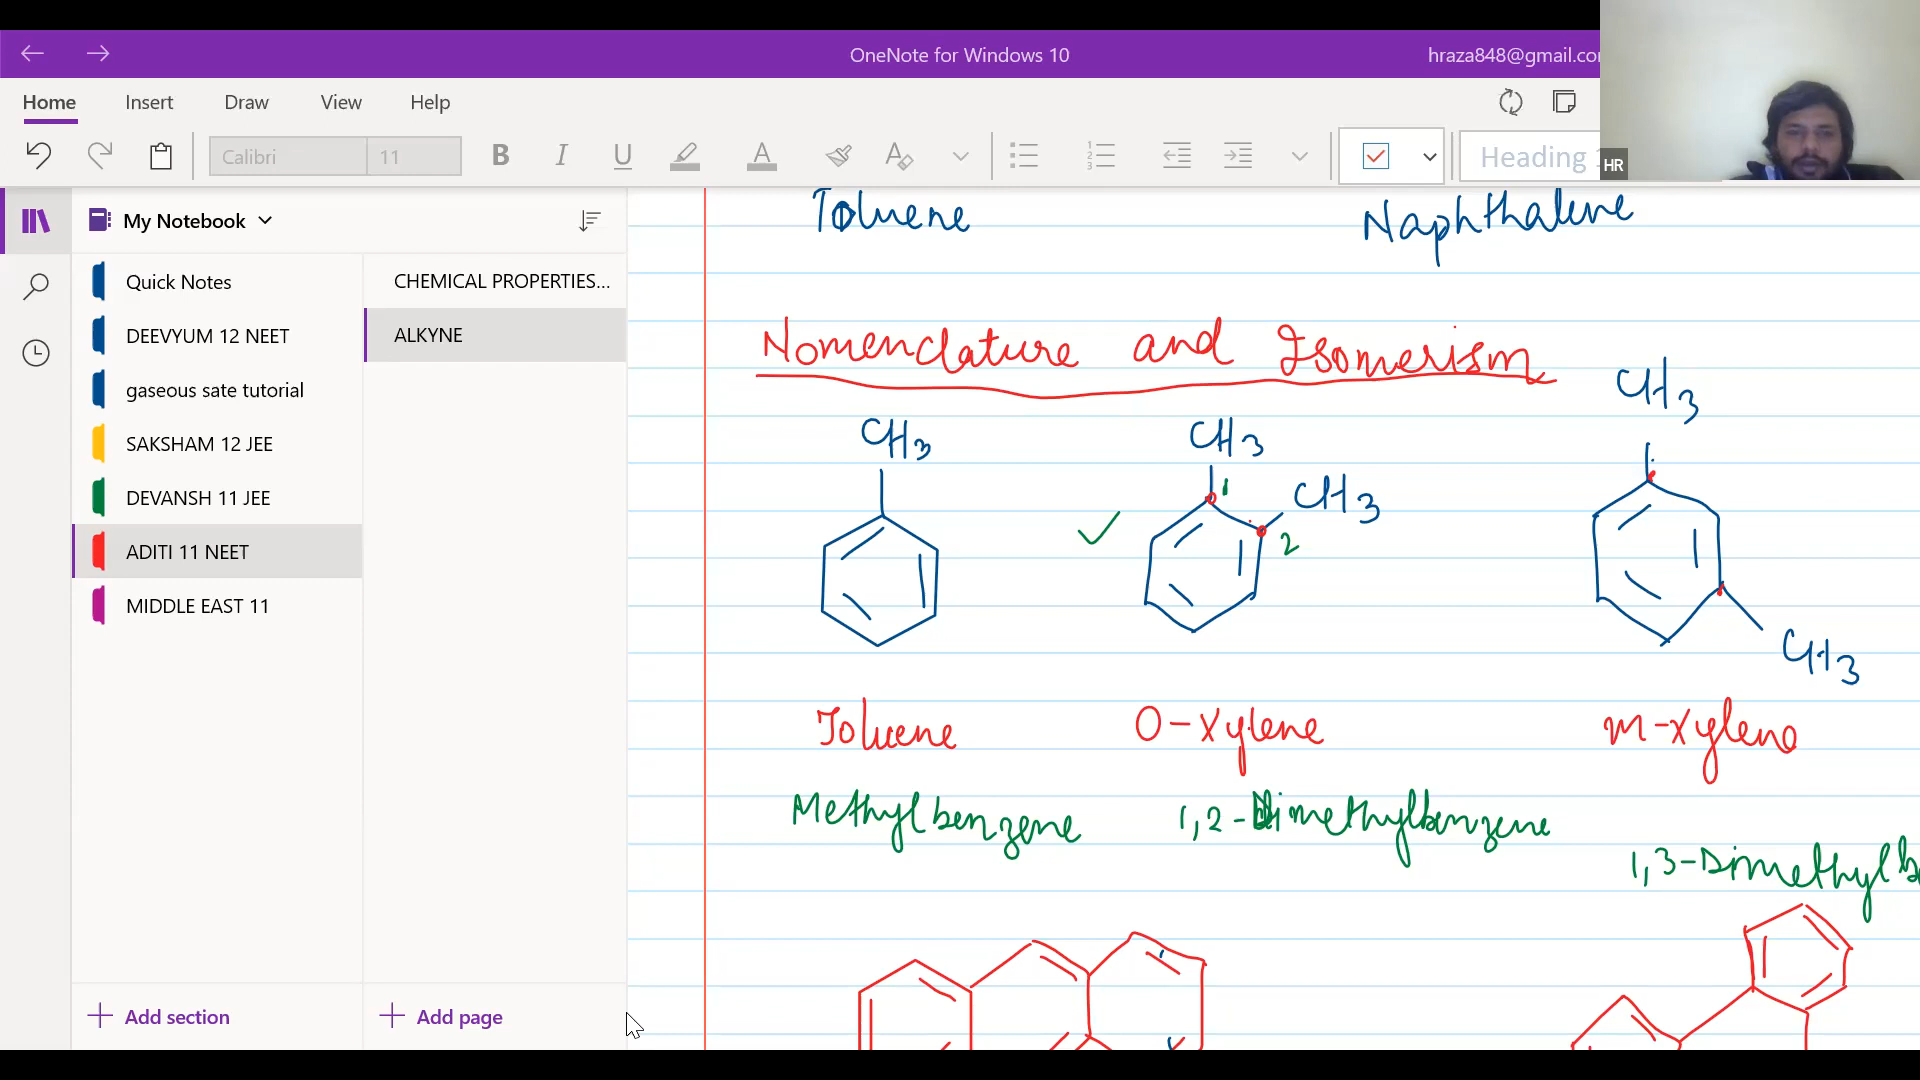 OneNote for Windows 10
hraza848@gmail.co
Home Insert Draw View Help
Calibri 11 B I U A A Heading
HR
My Notebook
Quick Notes
DEEVYUM 12 NEET
gaseous sate tutorial
SAKSHAM 12 JEE
DEVANSH 11 JEE
ADITI 11 NEET
MIDDLE EAST 11
Add section
CHEMICAL PROPERTIES...
ALKYNE
Add page
Toluene Naphthalene
Nomenclature and Isomerism
CH3 CH3 CH3
1 CH3
2
CH3
Toluene O-Xylene m-xylene
Methylbenzene 1,2-Dimethylbenzene
1,3-Dimethylb